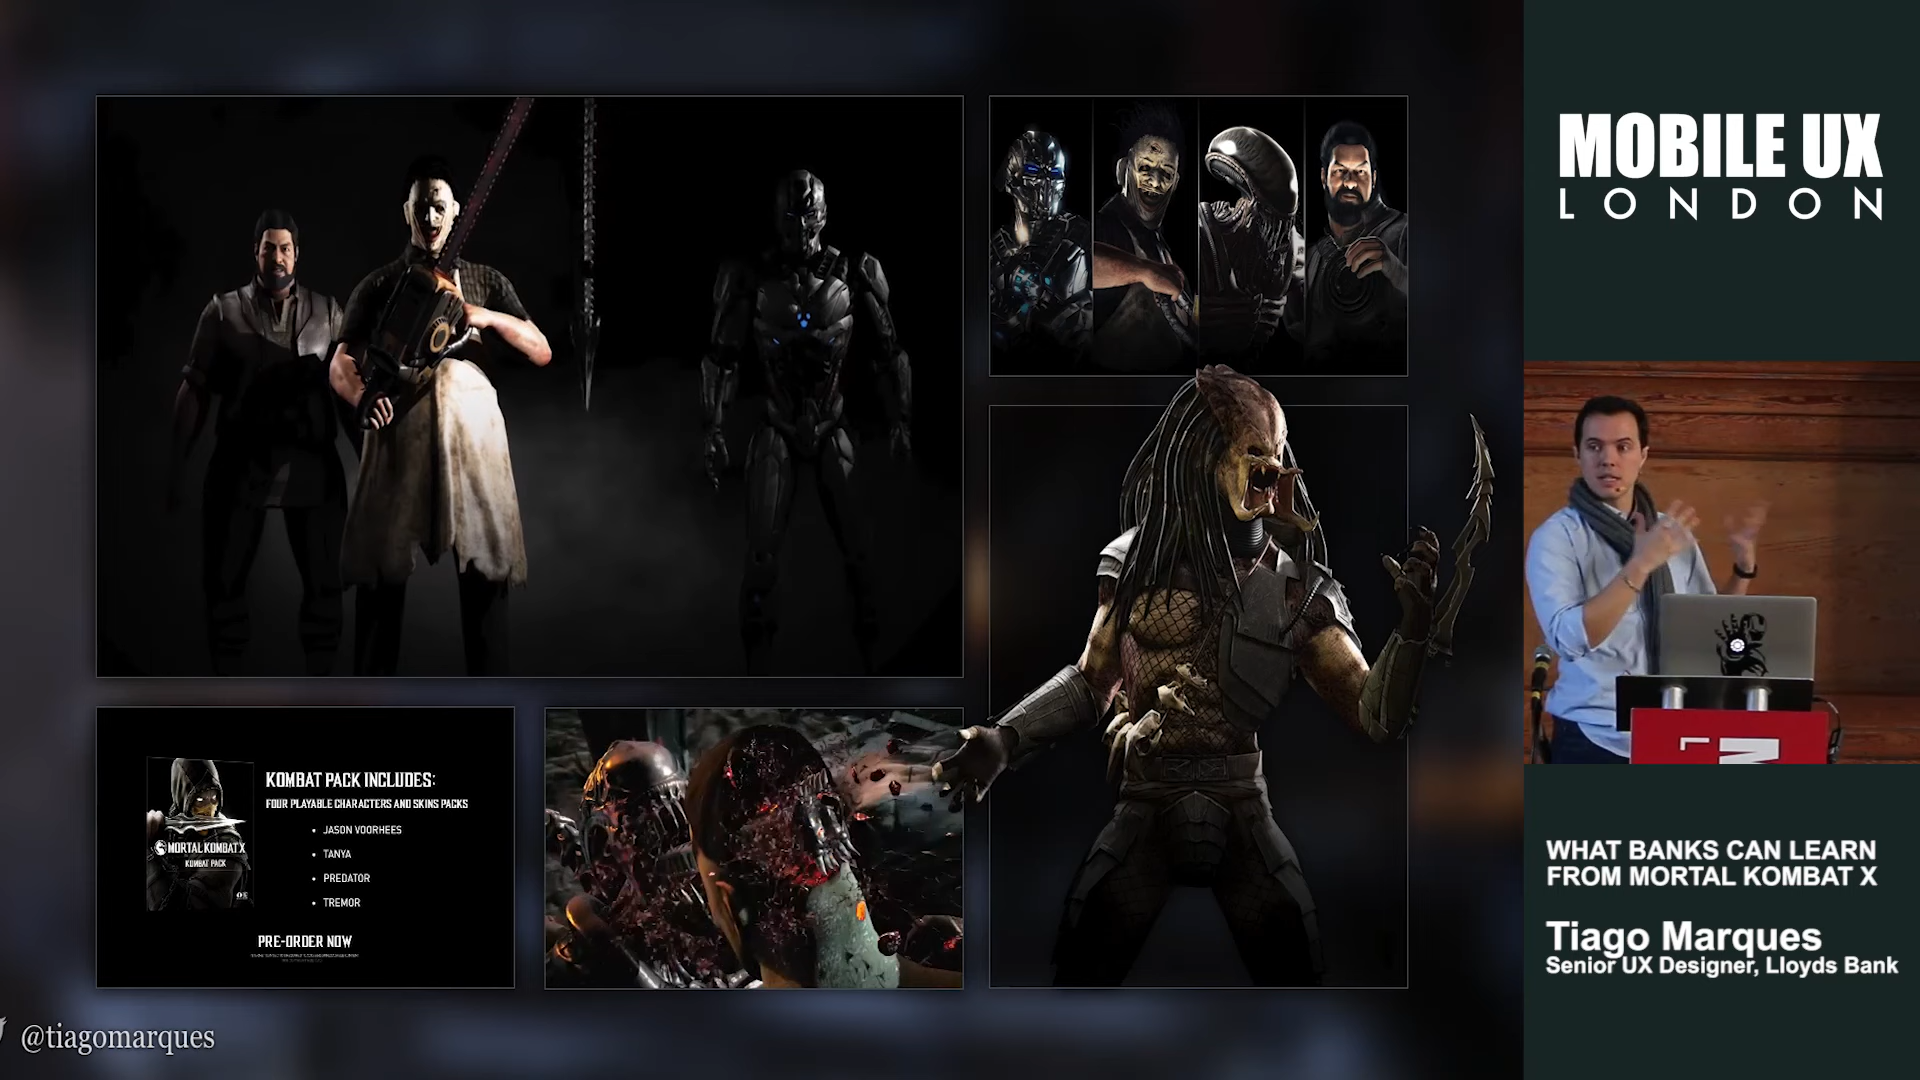 MOBILE UX
LONDON
KOMBAT PACK INCLUDES:
FOUR PLAYABLE CHARACTERS AND SKINS PACKS
• JASON VOORHEES
• TANYA
• PREDATOR
• TREMOR
MORTAL KOMBAT X
KOMBAT PACK
PRE-ORDER NOW
WHAT BANKS CAN LEARN
FROM MORTAL KOMBAT X
Tiago Marques
Senior UX Designer, Lloyds Bank
@tiagomarques